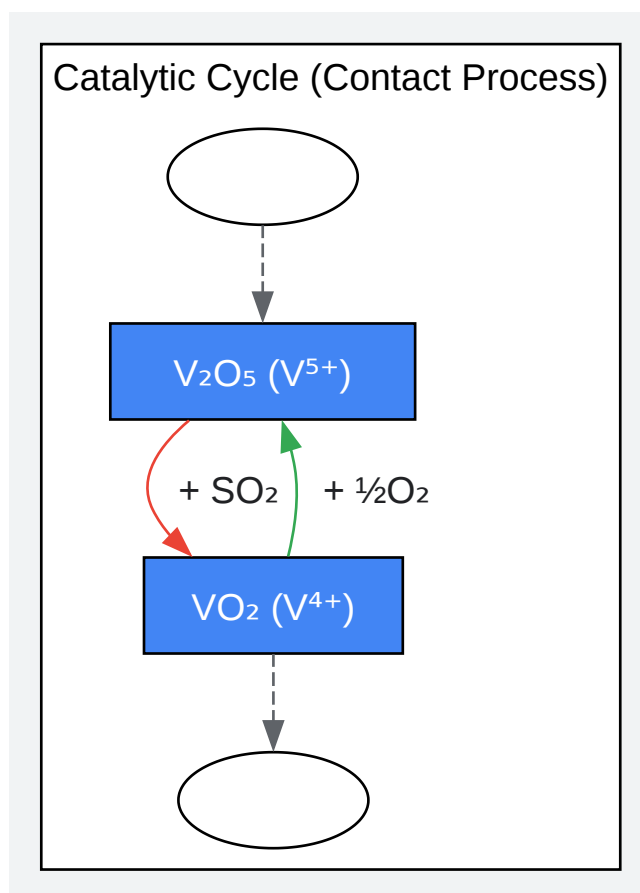 Catalytic Cycle (Contact Process)
V₂O₅ (V⁵⁺)
+ SO₂
+ ½O₂
VO₂ (V⁴⁺)